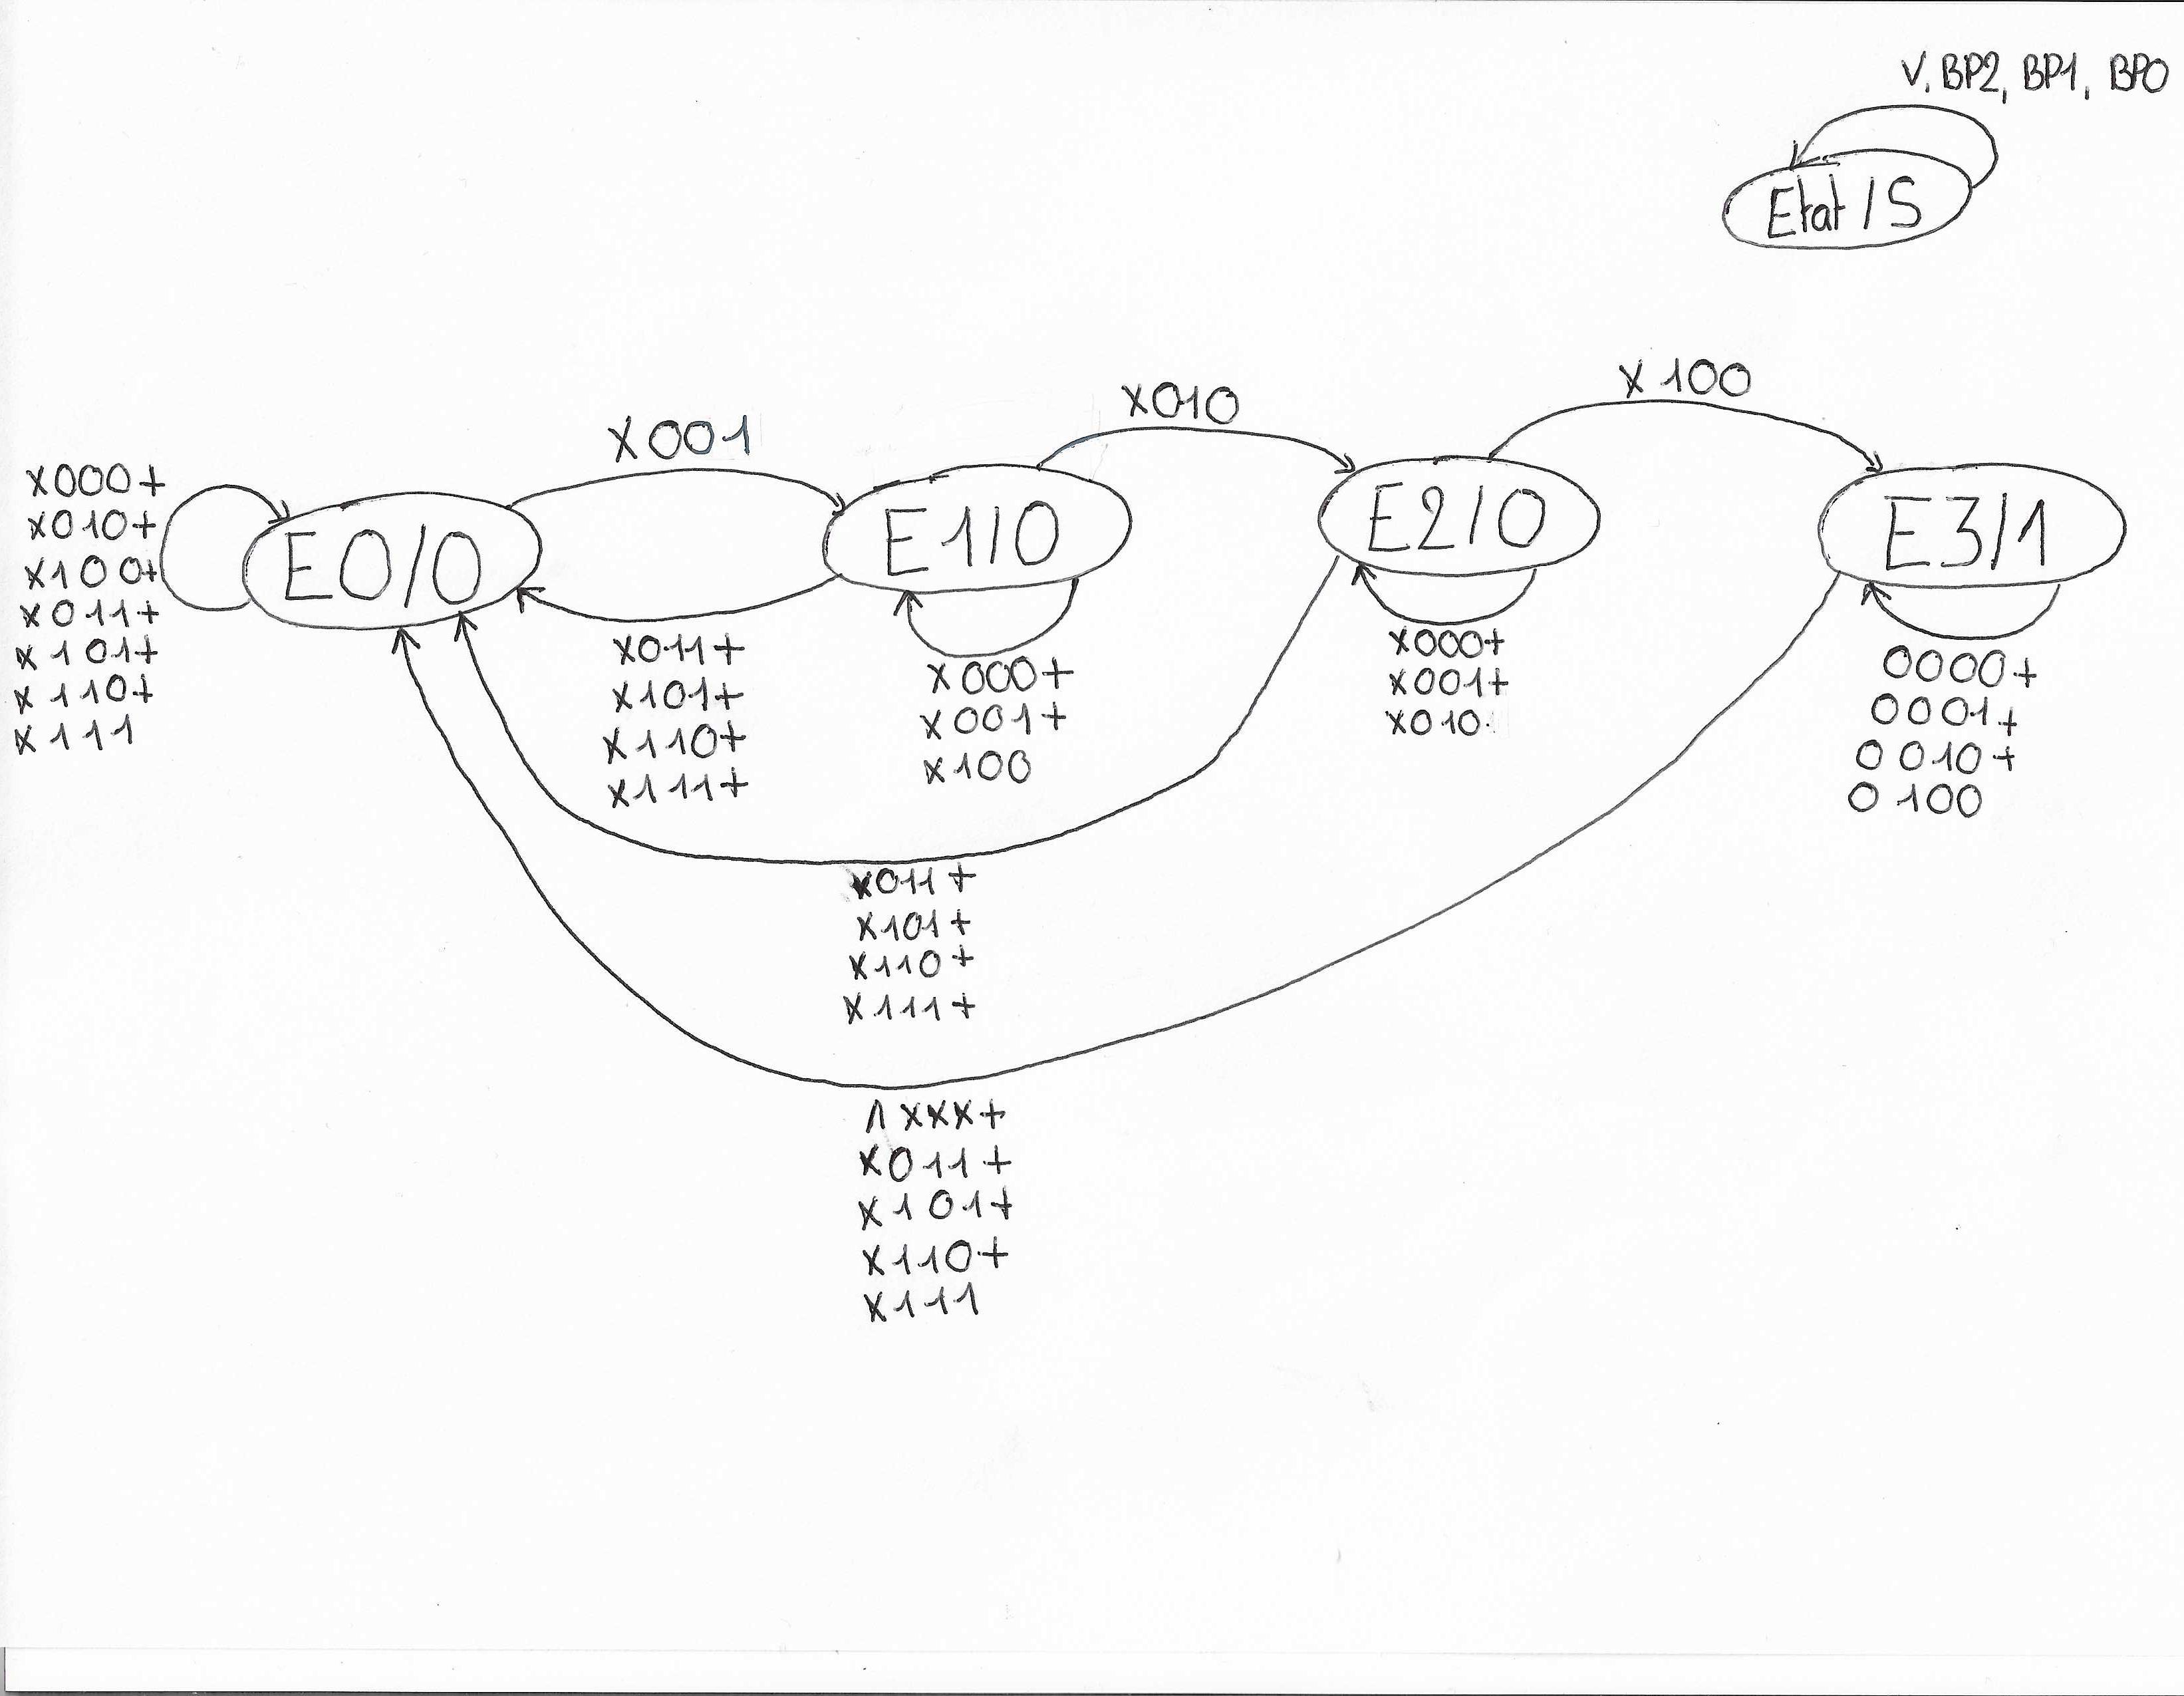 V, BP2, BP1, BP0
Etat / S
X001
X010
X100
X000+
X010+
X100+
X011+
X101+
X110+
X111
E0/0
E1/0
E2/0
E3/1
X011+
X101+
X110+
X111+
X000+
X001+
X100
X000+
X001+
X010
0000+
0001+
0010+
0100
X011+
X101+
X110+
X111+
1XXX+
X011+
X101+
X110+
X111